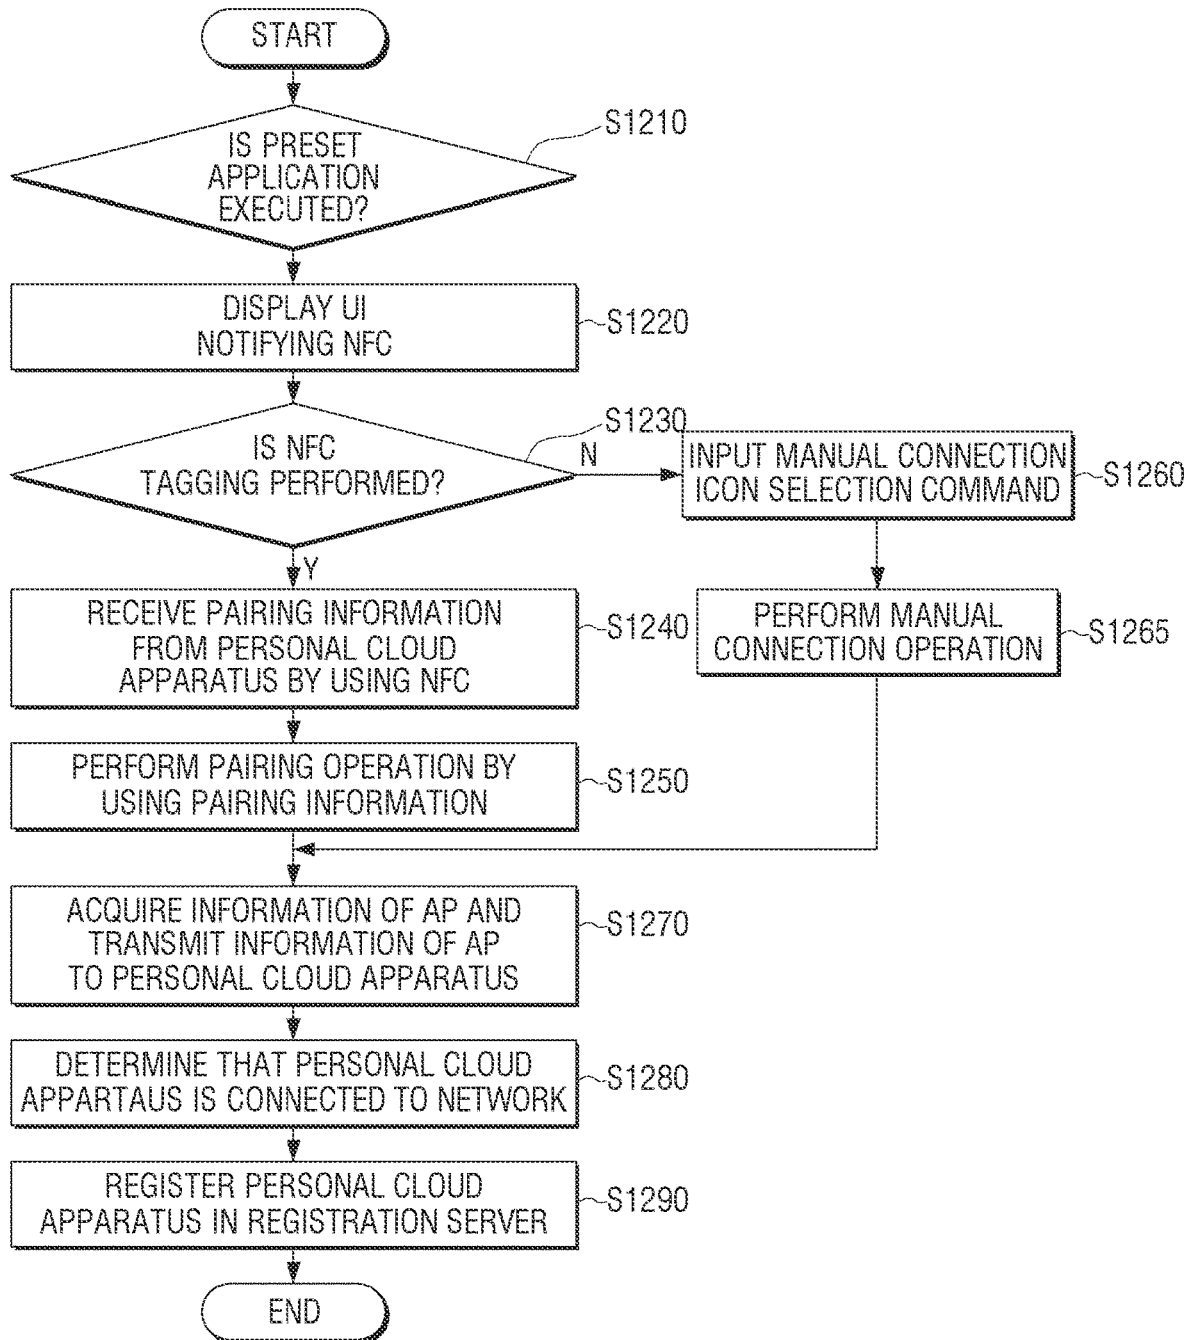 START
IS PRESET
APPLICATION
EXECUTED?
S1210
DISPLAY UI
NOTIFYING NFC
S1220
IS NFC
TAGGING PERFORMED?
S1230
N
INPUT MANUAL CONNECTION
ICON SELECTION COMMAND
S1260
Y
RECEIVE PAIRING INFORMATION
FROM PERSONAL CLOUD
APPARATUS BY USING NFC
S1240
PERFORM MANUAL
CONNECTION OPERATION
S1265
PERFORM PAIRING OPERATION BY
USING PAIRING INFORMATION
S1250
ACQUIRE INFORMATION OF AP AND
TRANSMIT INFORMATION OF AP
TO PERSONAL CLOUD APPARATUS
S1270
DETERMINE THAT PERSONAL CLOUD
APPARTAUS IS CONNECTED TO NETWORK
S1280
REGISTER PERSONAL CLOUD
APPARATUS IN REGISTRATION SERVER
S1290
END